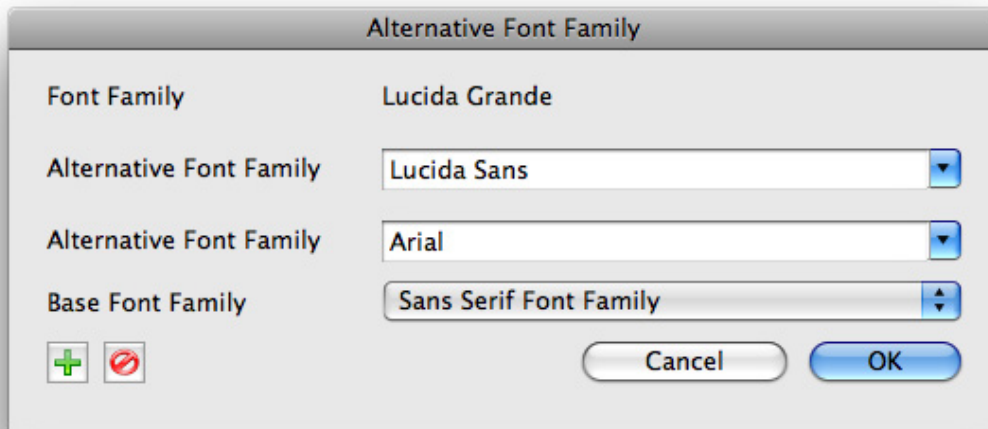 Alternative Font Family
Font Family Lucida Grande
Alternative Font Family Lucida Sans
Alternative Font Family Arial
Base Font Family Sans Serif Font Family
Cancel OK